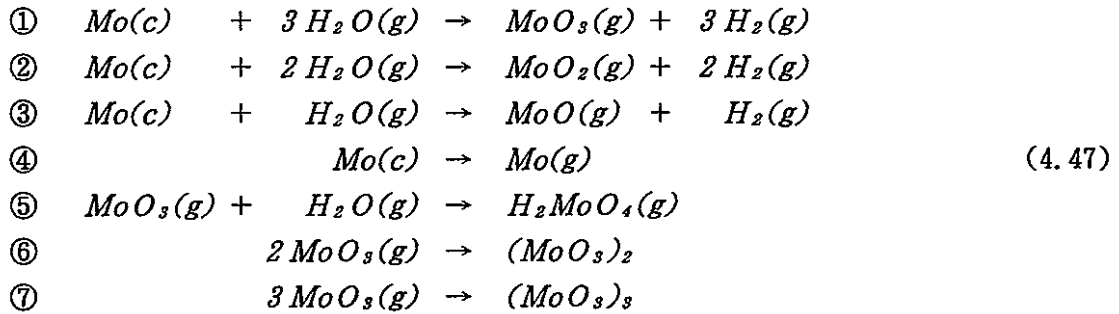 ① Mo(c) + 3 H₂O(g) → MoO₃(g) + 3 H₂(g)
② Mo(c) + 2 H₂O(g) → MoO₂(g) + 2 H₂(g)
③ Mo(c) + H₂O(g) → MoO(g) + H₂(g)
④ Mo(c) → Mo(g) (4.47)
⑤ MoO₃(g) + H₂O(g) → H₂MoO₄(g)
⑥ 2 MoO₃(g) → (MoO₃)₂
⑦ 3 MoO₃(g) → (MoO₃)₃